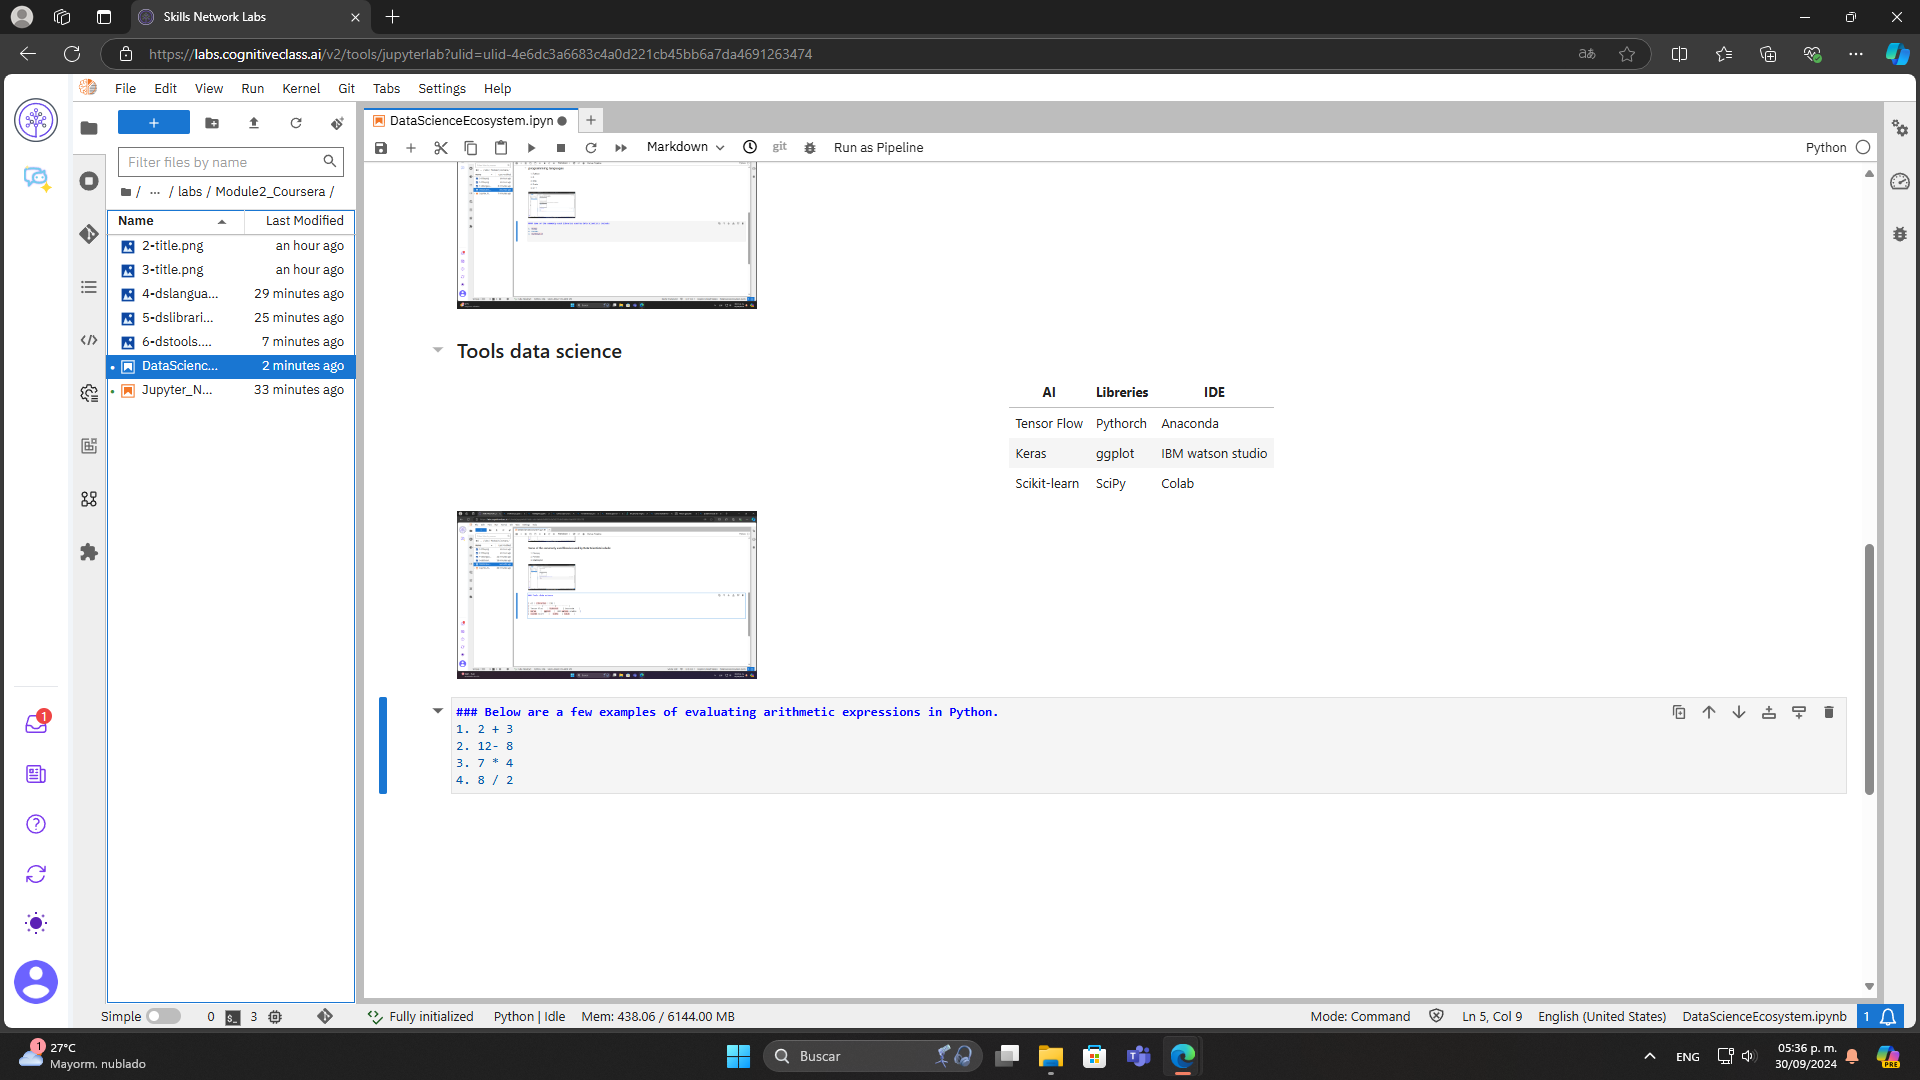 Skills Network Labs
https://labs.cognitiveclass.ai/v2/tools/jupyterlab?ulid=ulid-4e6dc3a6683c4a0d221cb45bb6a7da4691263474
File Edit View Run Kernel Git Tabs Settings Help
DataScienceEcosystem.ipyn
Markdown git Run as Pipeline Python
Filter files by name
/ ... / labs / Module2_Coursera /
Name Last Modified
2-title.png an hour ago
3-title.png an hour ago
4-dslangua... 29 minutes ago
5-dslibrari... 25 minutes ago
6-dstools.... 7 minutes ago
DataScienc... 2 minutes ago
Jupyter_N... 33 minutes ago
Tools data science
AI Libreries IDE
Tensor Flow Pythorch Anaconda
Keras ggplot IBM watson studio
Scikit-learn SciPy Colab
### Below are a few examples of evaluating arithmetic expressions in Python.
1. 2 + 3
2. 12- 8
3. 7 * 4
4. 8 / 2
1
Simple 0 $_ 3 Fully initialized Python | Idle Mem: 438.06 / 6144.00 MB Mode: Command Ln 5, Col 9 English (United States) DataScienceEcosystem.ipynb 1
1
27°C
Mayorm. nublado
Buscar
ENG
05:36 p. m.
30/09/2024
PRE